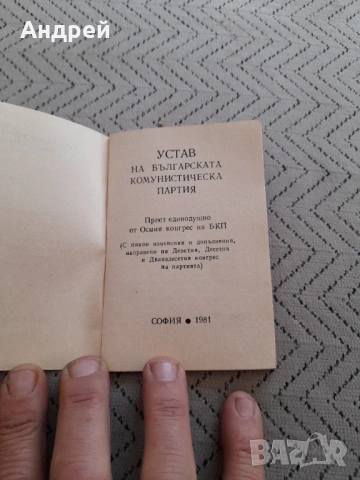 Андрей
УСТАВ
НА БЪЛГАРСКАТА
КОМУНИСТИЧЕСКА
ПАРТИЯ
Приет единодушно
от Осмия конгрес на БКП
(С някои изменения и допълнения,
направени на Деветия, Десетия
и Дванадесетия конгрес
на партията)
СОФИЯ • 1981
BAZAR